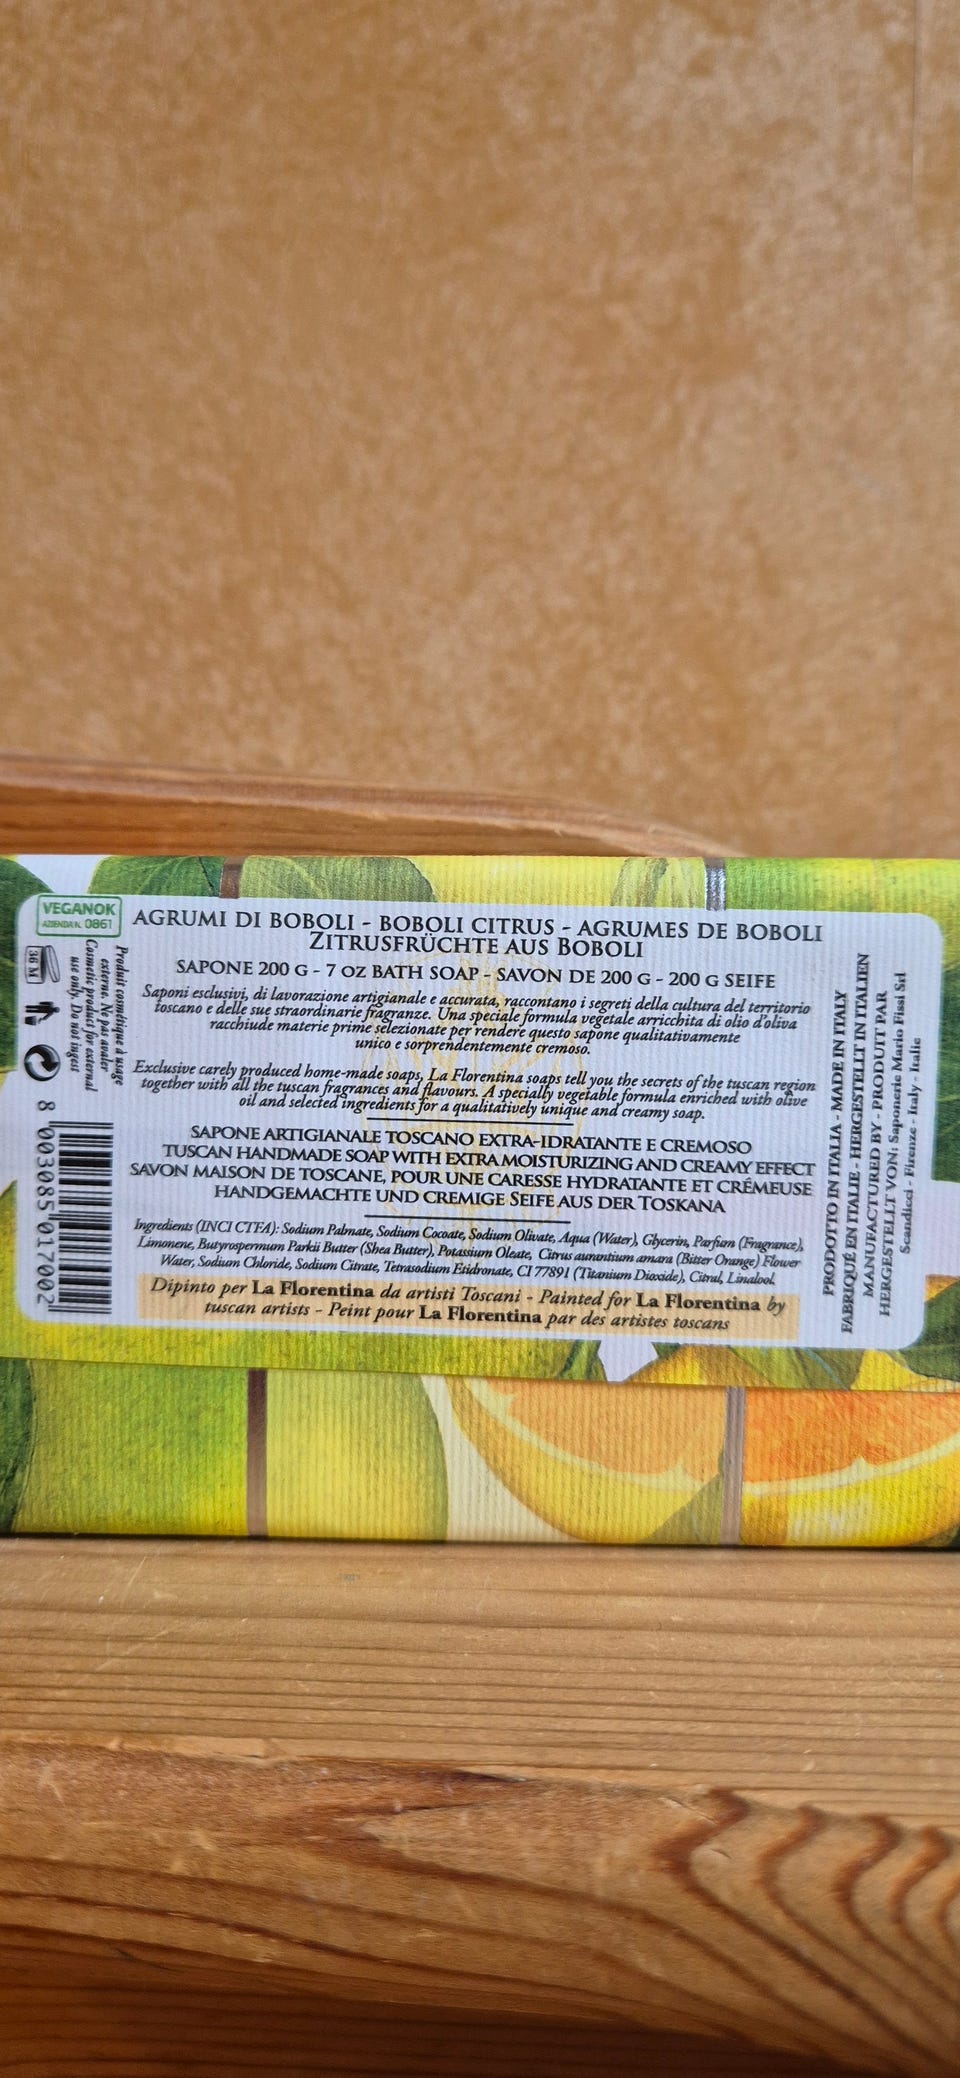 VEGANOK
AZIENDA N. 0861
AGRUMI DI BOBOLI - BOBOLI CITRUS - AGRUMES DE BOBOLI
ZITRUSFRÜCHTE AUS BOBOLI
SAPONE 200 G - 7 OZ BATH SOAP - SAVON DE 200 G - 200 G SEIFE
Saponi esclusivi, di lavorazione artigianale e accurata, raccontano i segreti della cultura del territorio
toscano e delle sue straordinarie fragranze. Una speciale formula vegetale arricchita di olio d'oliva
racchiude materie prime selezionate per rendere questo sapone qualitativamente
unico e sorprendentemente cremoso.
Exclusive carely produced home-made soaps, La Florentina soaps tell you the secrets of the tuscan region
together with all the tuscan fragrances and flavours. A specially vegetable formula enriched with olive
oil and selected ingredients for a qualitatively unique and creamy soap.
SAPONE ARTIGIANALE TOSCANO EXTRA-IDRATANTE E CREMOSO
TUSCAN HANDMADE SOAP WITH EXTRA MOISTURIZING AND CREAMY EFFECT
SAVON MAISON DE TOSCANE, POUR UNE CARESSE HYDRATANTE ET CRÉMEUSE
HANDGEMACHTE UND CREMIGE SEIFE AUS DER TOSKANA
Ingredients (INCI CTFA): Sodium Palmate, Sodium Cocoate, Sodium Olivate, Aqua (Water), Glycerin, Parfum (Fragrance),
Limonene, Butyrospermum Parkii Butter (Shea Butter), Potassium Oleate, Citrus aurantium amara (Bitter Orange) Flower
Water, Sodium Chloride, Sodium Citrate, Tetrasodium Etidronate, CI 77891 (Titanium Dioxide), Citral, Linalool.
Dipinto per La Florentina da artisti Toscani - Painted for La Florentina by
tuscan artists - Peint pour La Florentina par des artistes toscans
Produit cosmétique à usage
externe. Ne pas avaler
Cosmetic product for external
use only. Do not ingest
36 M
8 003085 017002
PRODOTTO IN ITALIA - MADE IN ITALY
FABRIQUÉ EN ITALIE - HERGESTELLT IN ITALIEN
MANUFACTURED BY - PRODUIT PAR
HERGESTELLT VON: Saponerie Mario Fissi Srl
Scandicci - Firenze - Italy - Italie